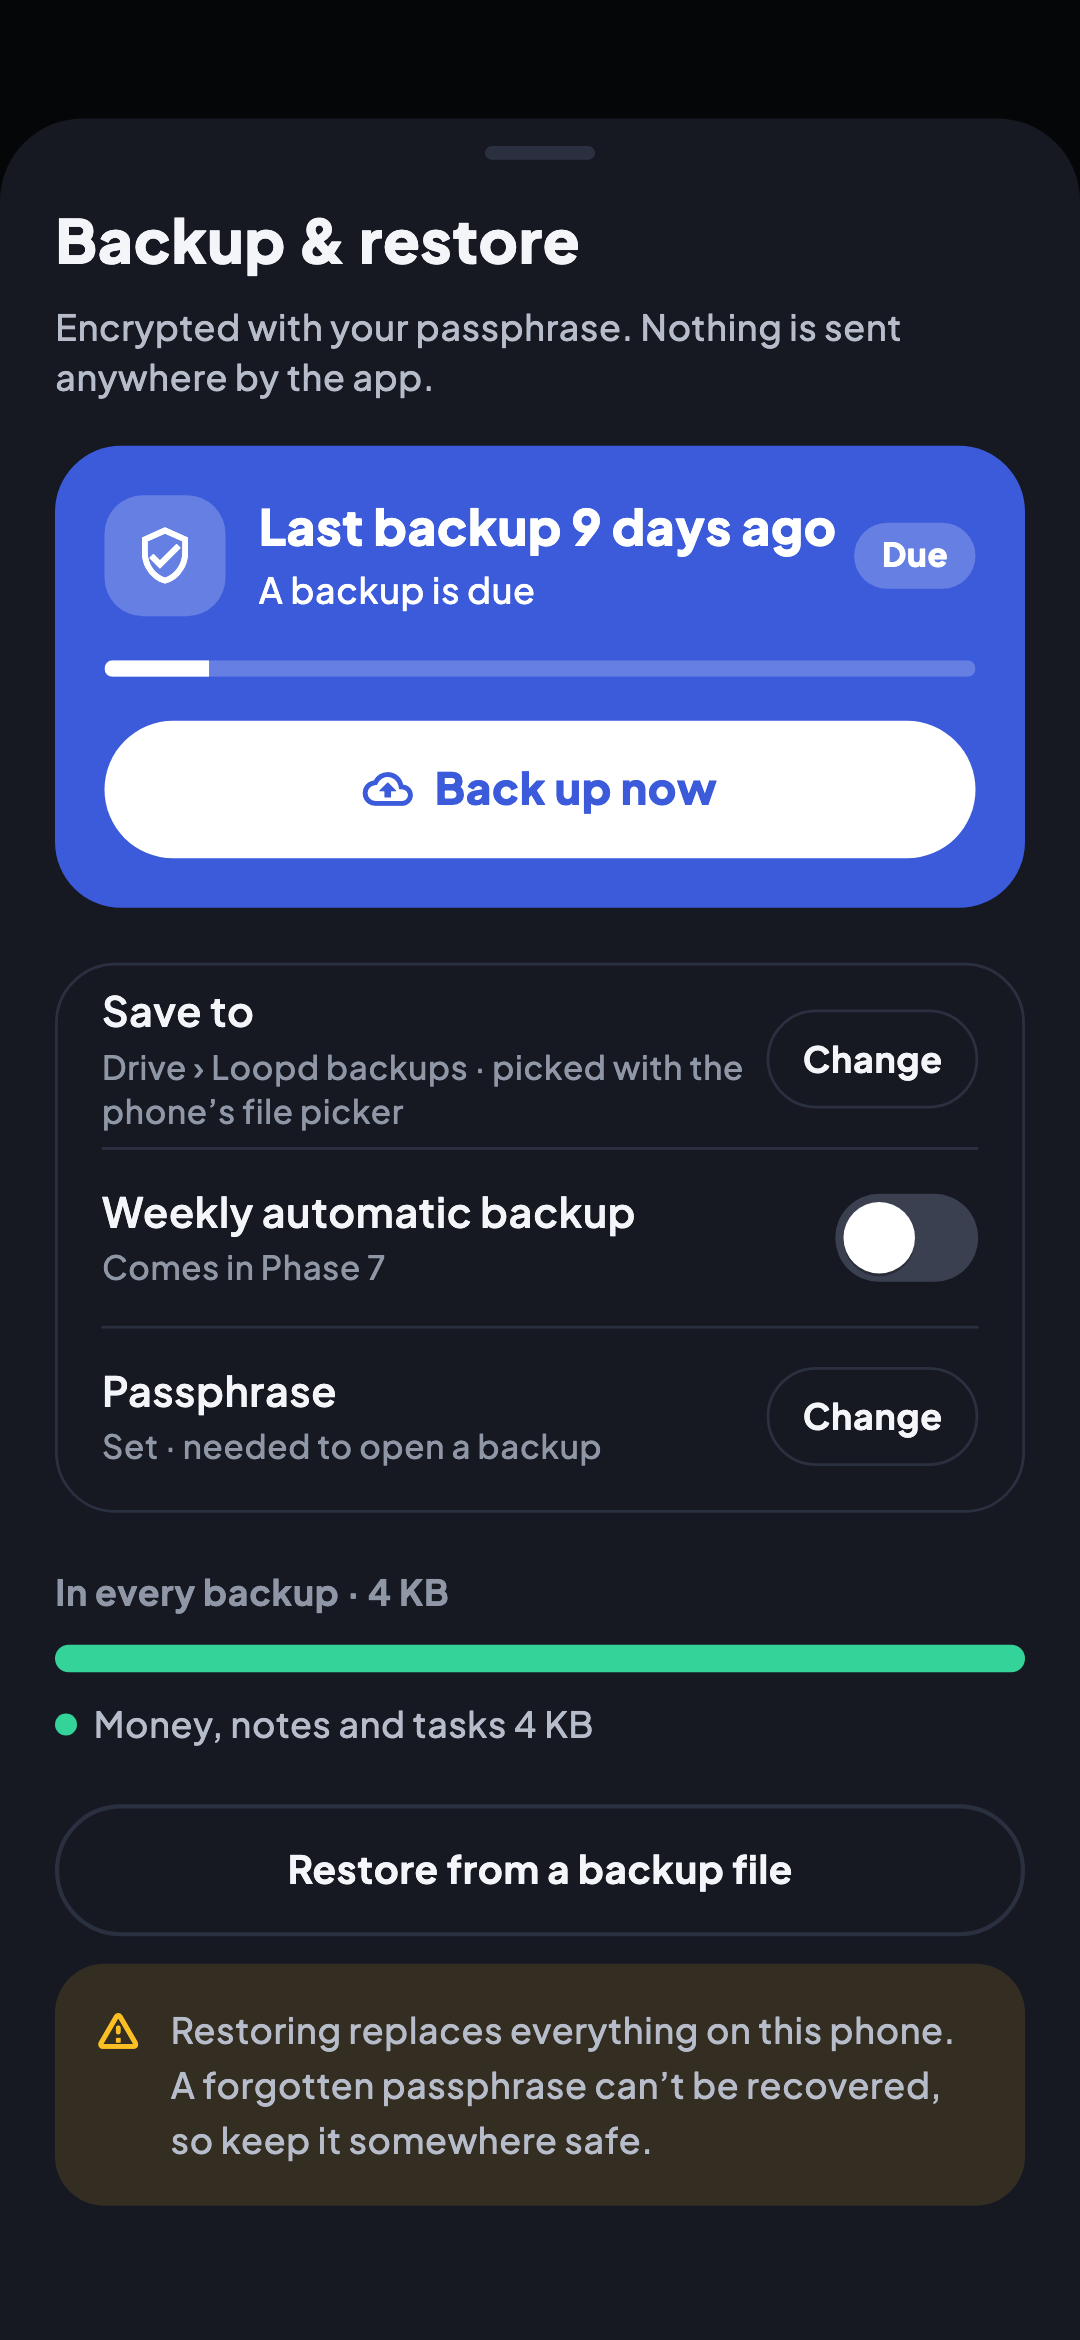 Backup & restore
Encrypted with your passphrase. Nothing is sent
anywhere by the app.
Last backup 9 days ago
Due
A backup is due
Back up now
Save to
Drive › Loopd backups · picked with the
phone’s file picker
Change
Weekly automatic backup
Comes in Phase 7
Passphrase
Set · needed to open a backup
Change
In every backup · 4 KB
Money, notes and tasks 4 KB
Restore from a backup file
Restoring replaces everything on this phone.
A forgotten passphrase can’t be recovered,
so keep it somewhere safe.